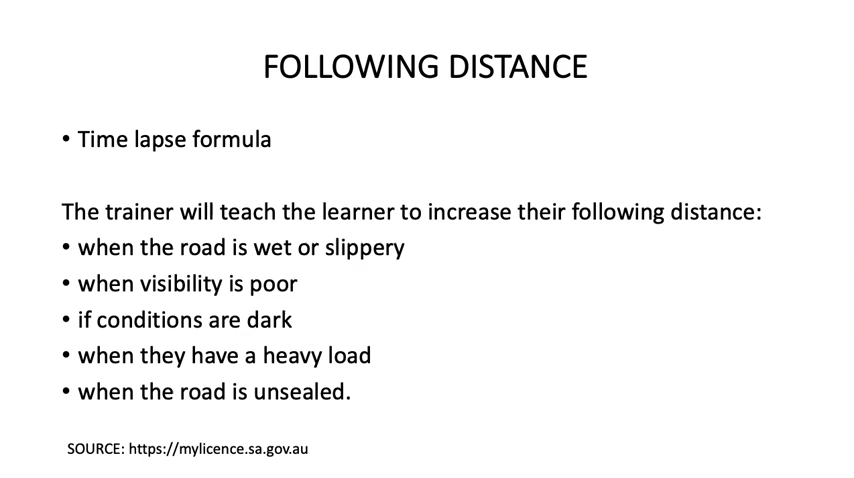 FOLLOWING DISTANCE
• Time lapse formula
The trainer will teach the learner to increase their following distance:
• when the road is wet or slippery
• when visibility is poor
• if conditions are dark
• when they have a heavy load
• when the road is unsealed.
SOURCE: https://mylicence.sa.gov.au